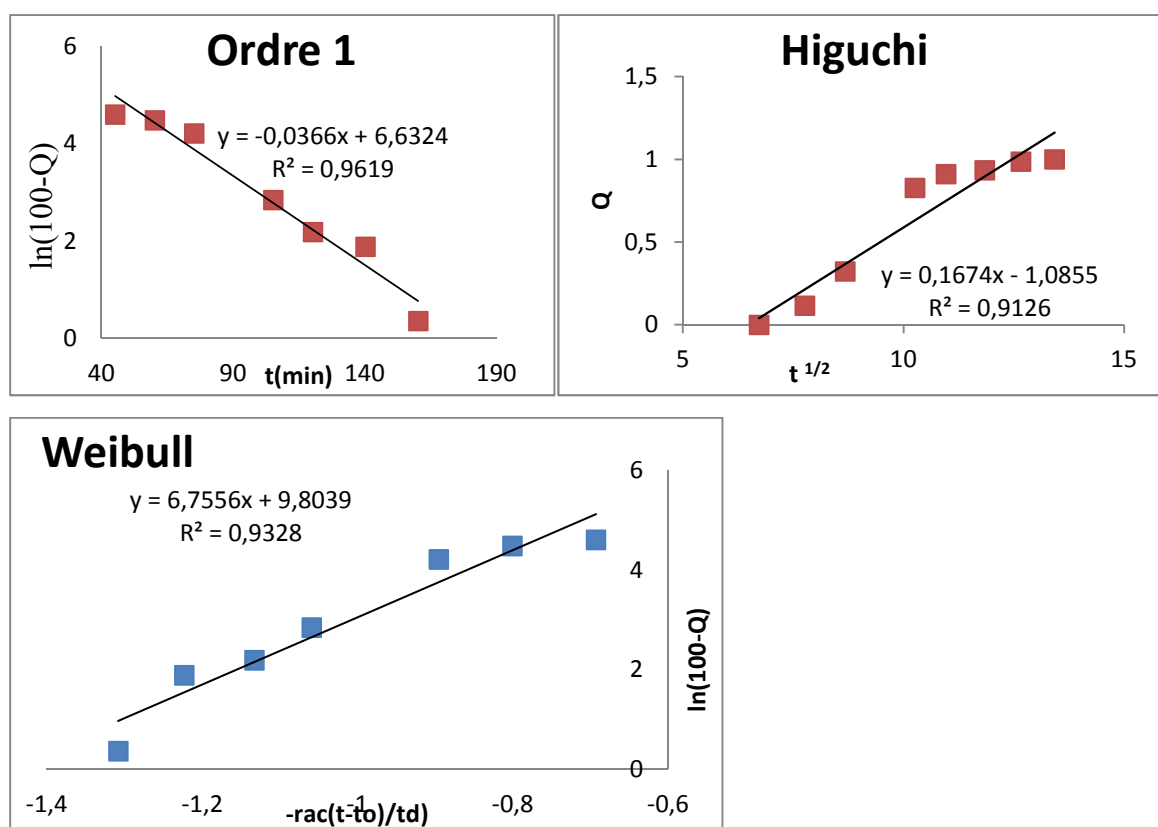 Ordre 1
6
4
2
0
ln(100-Q)
y = -0,0366x + 6,6324
R² = 0,9619
40
90
140
190
t(min)
Higuchi
1,5
1
0,5
0
Q
y = 0,1674x - 1,0855
R² = 0,9126
5
10
15
t 1/2
Weibull
y = 6,7556x + 9,8039
R² = 0,9328
6
4
2
0
ln(100-Q)
-1,4
-1,2
-1
-0,8
-0,6
-rac(t-to)/td)